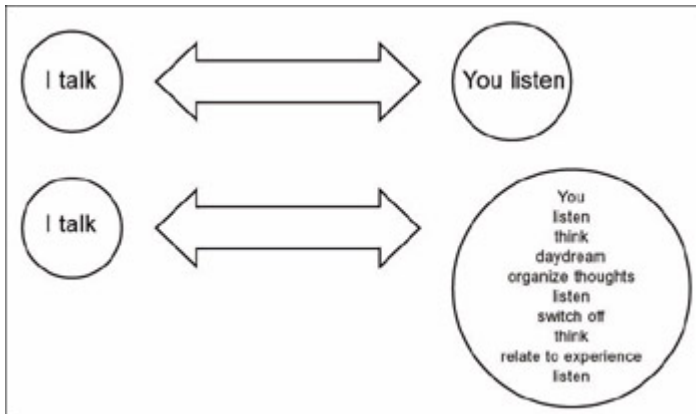 I talk
You listen
I talk
You
listen
think
daydream
organize thoughts
listen
switch off
think
relate to experience
listen